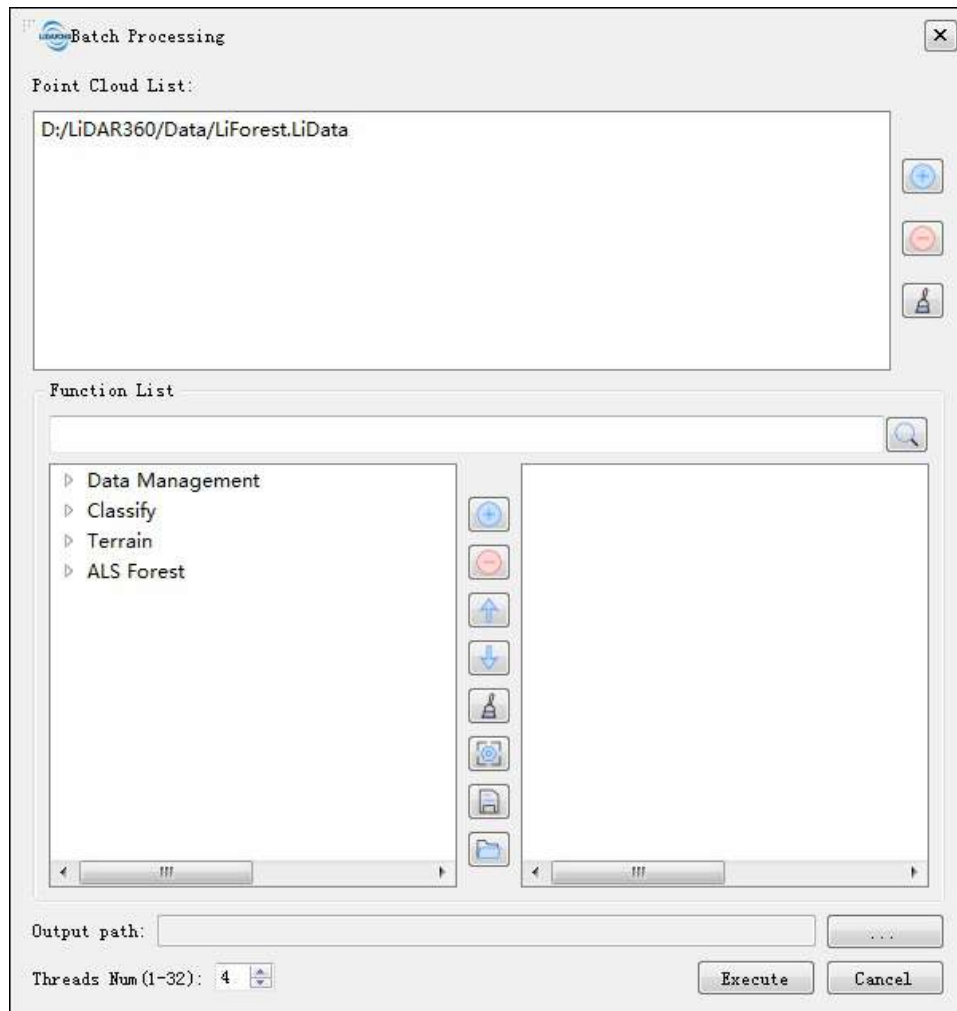 Batch Processing
Point Cloud List:
D:/LiDAR360/Data/LiForest.LiData
Function List
Data Management
Classify
Terrain
ALS Forest
Output path:
...
Threads Num(1-32): 4
Execute
Cancel